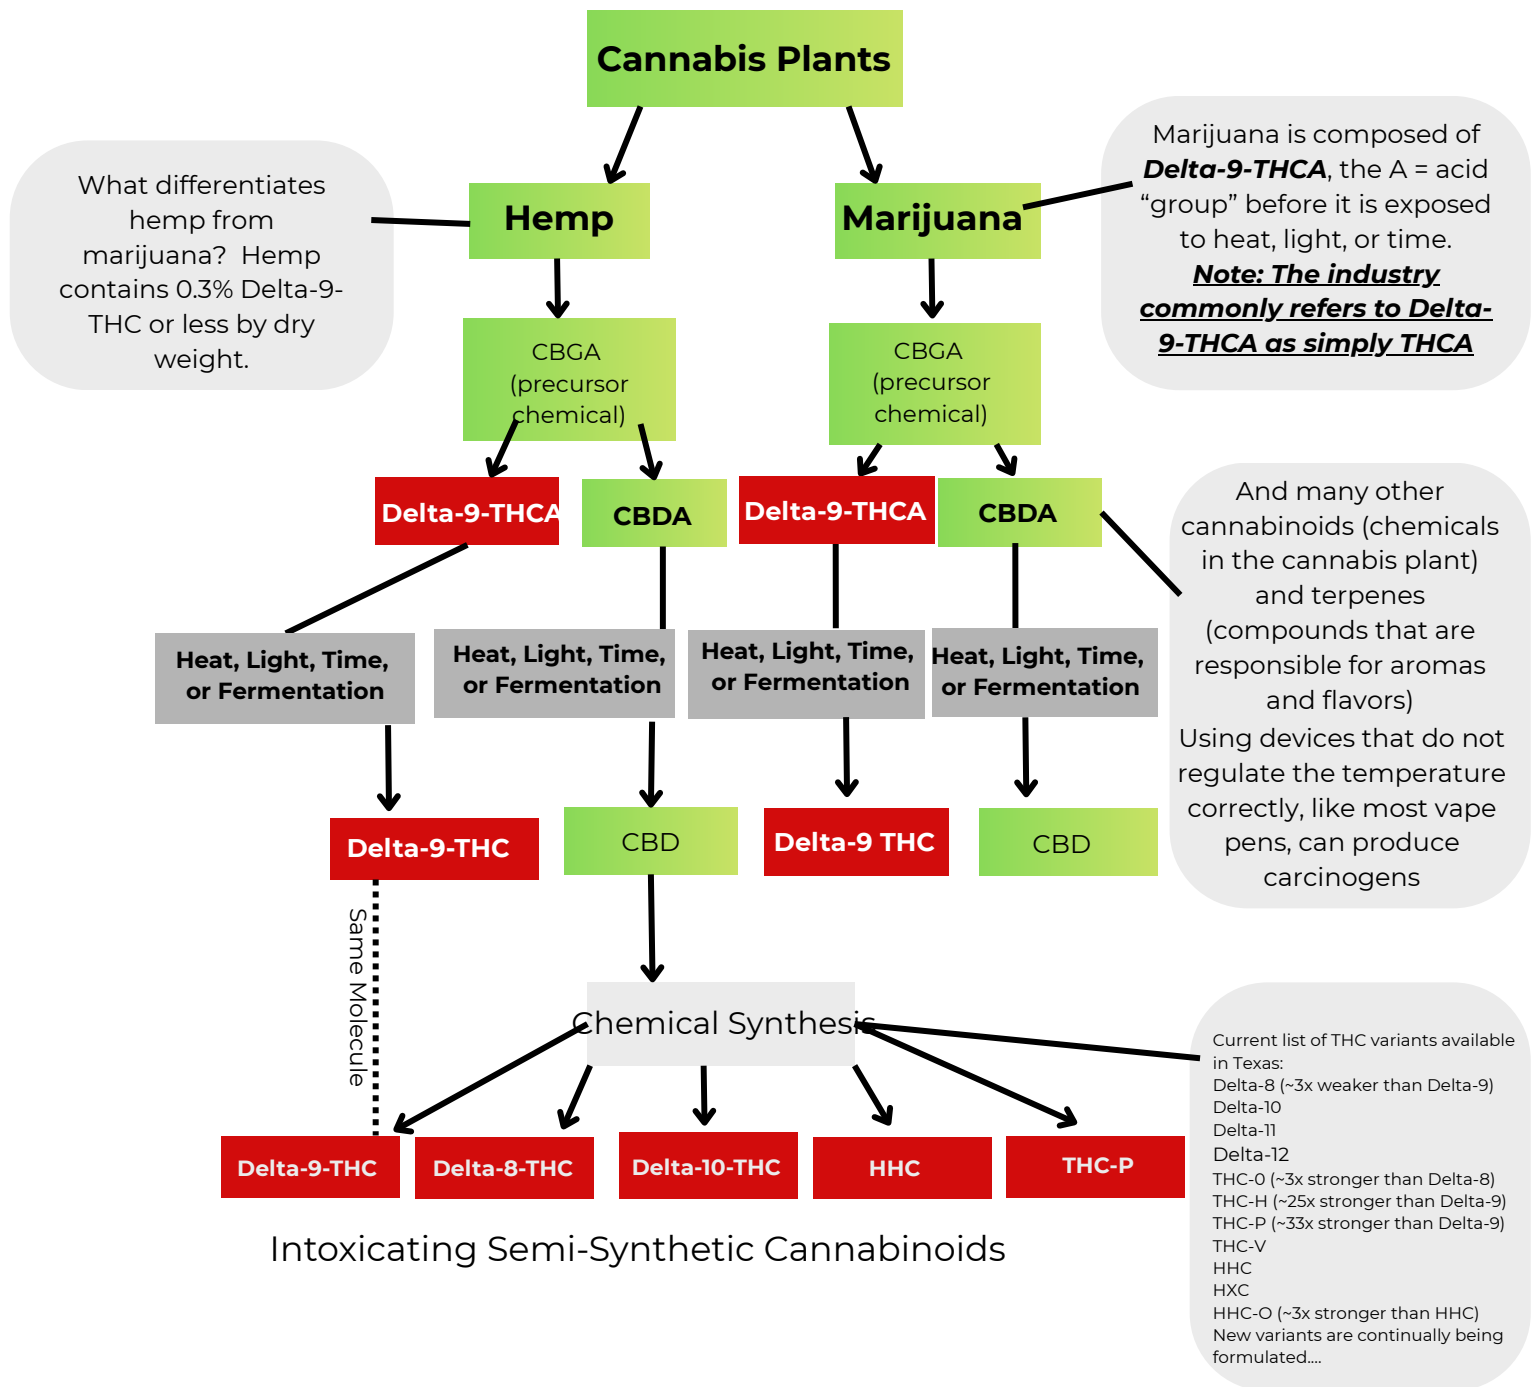 Cannabis Plants
What differentiates
hemp from
marijuana?  Hemp
contains 0.3% Delta-9-
THC or less by dry
weight.
Hemp
Marijuana
Marijuana is composed of
Delta-9-THCA, the A = acid
“group” before it is exposed
to heat, light, or time.
Note: The industry
commonly refers to Delta-
9-THCA as simply THCA
CBGA
(precursor
chemical)
CBGA
(precursor
chemical)
Delta-9-THCA
CBDA
Delta-9-THCA
CBDA
And many other
cannabinoids (chemicals
in the cannabis plant)
and terpenes
(compounds that are
responsible for aromas
and flavors)
Using devices that do not
regulate the temperature
correctly, like most vape
pens, can produce
carcinogens
Heat, Light, Time,
or Fermentation
Heat, Light, Time,
or Fermentation
Heat, Light, Time,
or Fermentation
Heat, Light, Time,
or Fermentation
Delta-9-THC
CBD
Delta-9 THC
CBD
Same Molecule
Chemical Synthesis
Delta-9-THC
Delta-8-THC
Delta-10-THC
HHC
THC-P
Intoxicating Semi-Synthetic Cannabinoids
Current list of THC variants available
in Texas:
Delta-8 (~3x weaker than Delta-9)
Delta-10
Delta-11
Delta-12
THC-0 (~3x stronger than Delta-8)
THC-H (~25x stronger than Delta-9)
THC-P (~33x stronger than Delta-9)
THC-V
HHC
HXC
HHC-O (~3x stronger than HHC)
New variants are continually being
formulated....